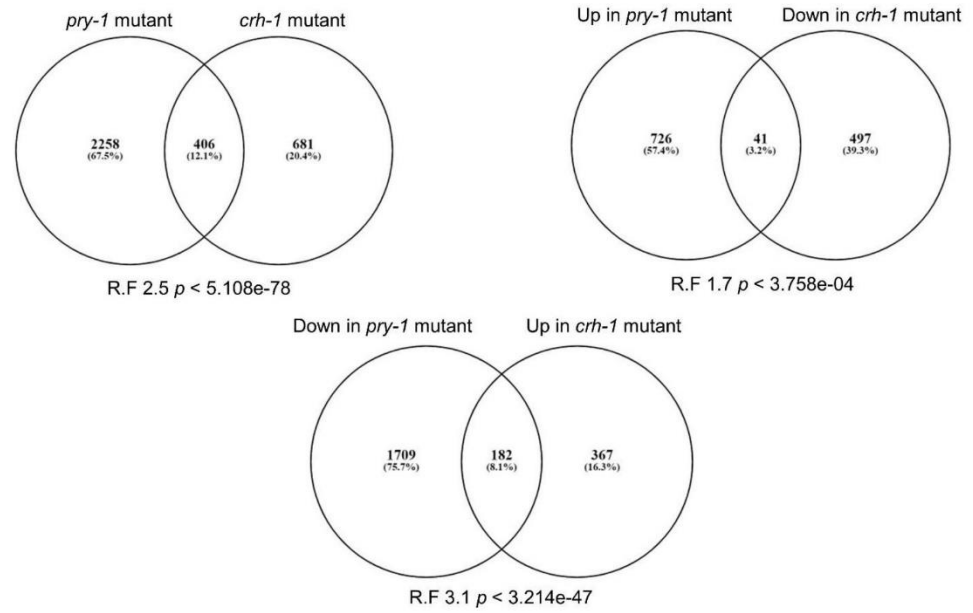 pry-1 mutant
crh-1 mutant
2258
(67.5%)
406
(12.1%)
681
(20.4%)
R.F 2.5 p < 5.108e-78
Up in pry-1 mutant
Down in crh-1 mutant
726
(57.4%)
41
(3.2%)
497
(39.3%)
R.F 1.7 p < 3.758e-04
Down in pry-1 mutant
Up in crh-1 mutant
1709
(75.7%)
182
(8.1%)
367
(16.3%)
R.F 3.1 p < 3.214e-47